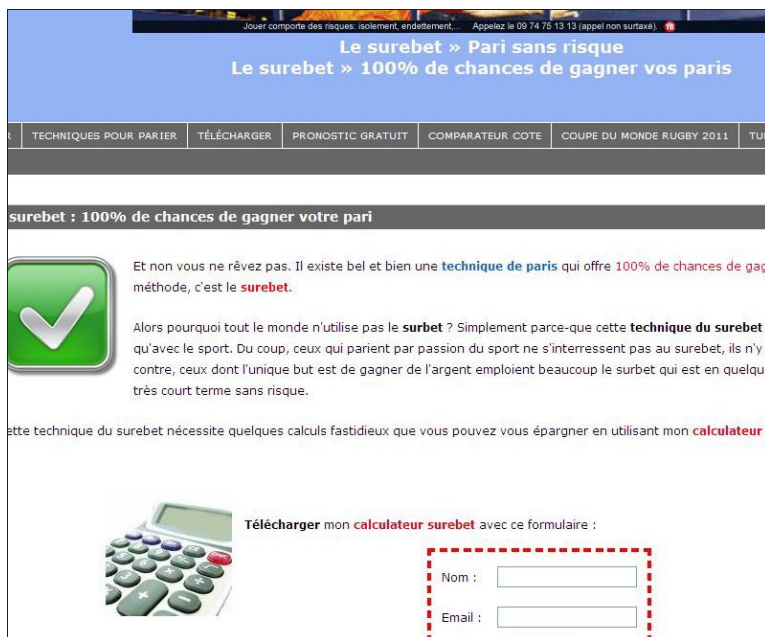 Jouer comporte des risques: isolement, endettement,... Appelez le 09 74 75 13 13 (appel non surtaxé). 18
Le surebet » Pari sans risque
Le surebet » 100% de chances de gagner vos paris
R TECHNIQUES POUR PARIER TÉLÉCHARGER PRONOSTIC GRATUIT COMPARATEUR COTE COUPE DU MONDE RUGBY 2011 TU
surebet : 100% de chances de gagner votre pari
Et non vous ne rêvez pas. Il existe bel et bien une technique de paris qui offre 100% de chances de gag
méthode, c'est le surebet.
Alors pourquoi tout le monde n'utilise pas le surbet ? Simplement parce-que cette technique du surebet
qu'avec le sport. Du coup, ceux qui parient par passion du sport ne s'interressent pas au surebet, ils n'y
contre, ceux dont l'unique but est de gagner de l'argent emploient beaucoup le surbet qui est en quelqu
très court terme sans risque.
ette technique du surebet nécessite quelques calculs fastidieux que vous pouvez vous épargner en utilisant mon calculateur
Télécharger mon calculateur surebet avec ce formulaire :
Nom :
Email :